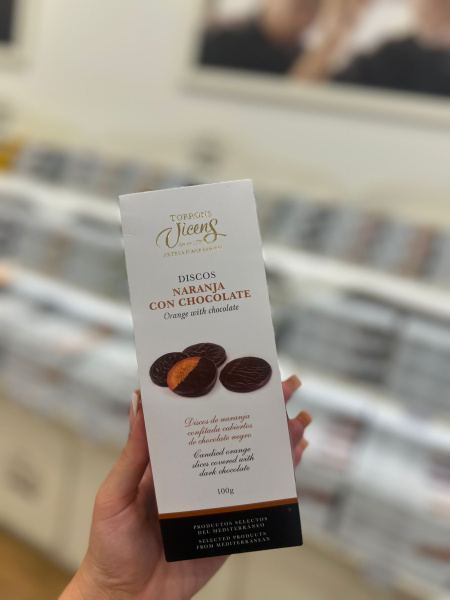 TORRONS
Vicens
DISCOS
NARANJA
CON CHOCOLATE
Orange with chocolate
Discos de naranja
confitada cubiertos
de chocolate negro
Candied orange
slices covered with
dark chocolate
100g
PRODUCTOS SELECTOS
DEL MEDITERRÁNEO
SELECTED PRODUCTS
FROM MEDITERRANEAN